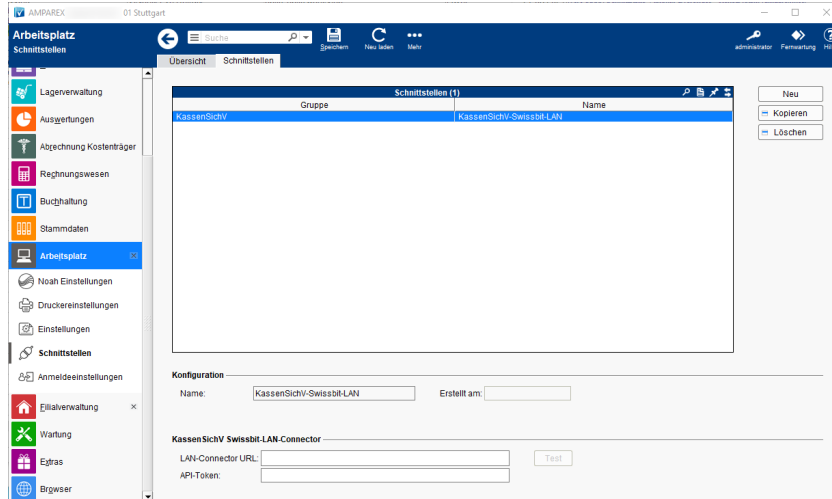 AMPAREX 01 Stuttgart
Arbeitsplatz
Schnittstellen
Suche
Speichern
Neu laden
Mehr
administrator
Fernwartung
Übersicht
Schnittstellen
Lagerverwaltung
Auswertungen
Abrechnung Kostenträger
Rechnungswesen
Buchhaltung
Stammdaten
Arbeitsplatz
Noah Einstellungen
Druckereinstellungen
Einstellungen
Schnittstellen
Anmeldeeinstellungen
Filialverwaltung
Wartung
Extras
Browser
Schnittstellen (1)
Gruppe Name
KassenSichV KassenSichV-Swissbit-LAN
Neu
Kopieren
Löschen
Konfiguration
Name: KassenSichV-Swissbit-LAN Erstellt am:
KassenSichV Swissbit-LAN-Connector
LAN-Connector URL: Test
API-Token: